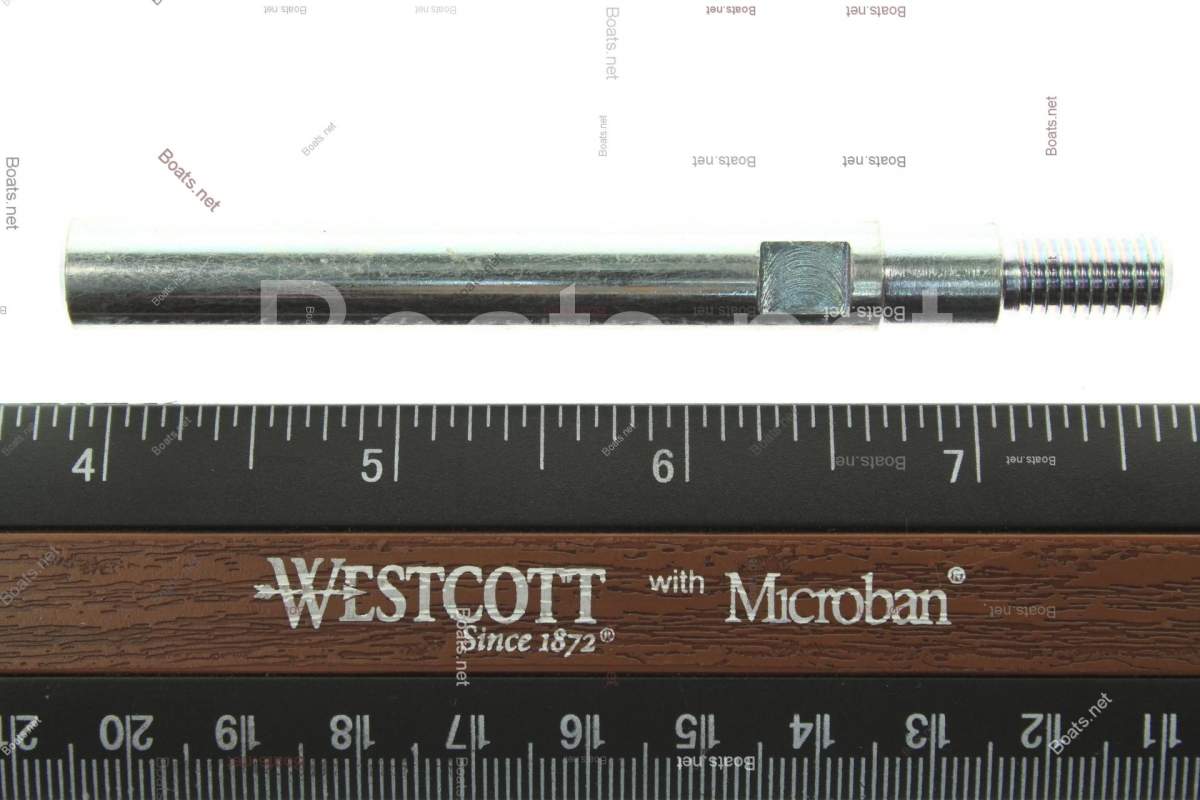 Boats.net
4 5 6 7
WESTCOTT with Microban®
Since 1872®
21 20 19 18 17 16 15 14 13 12 11